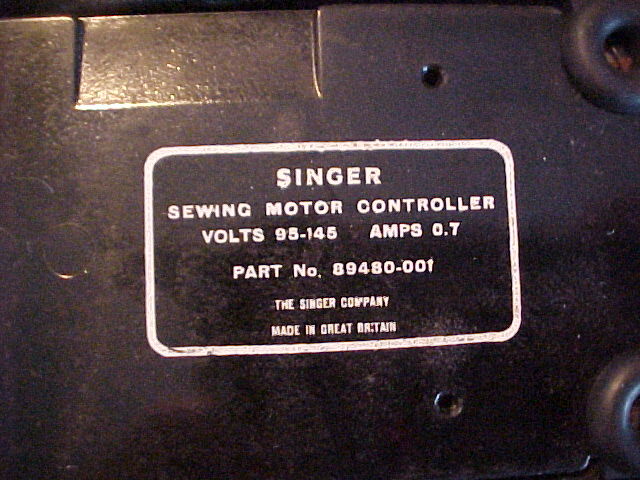 SINGER
SEWING MOTOR CONTROLLER
VOLTS 95-145 AMPS 0.7
PART No. 89480-001
THE SINGER COMPANY
MADE IN GREAT BRITAIN